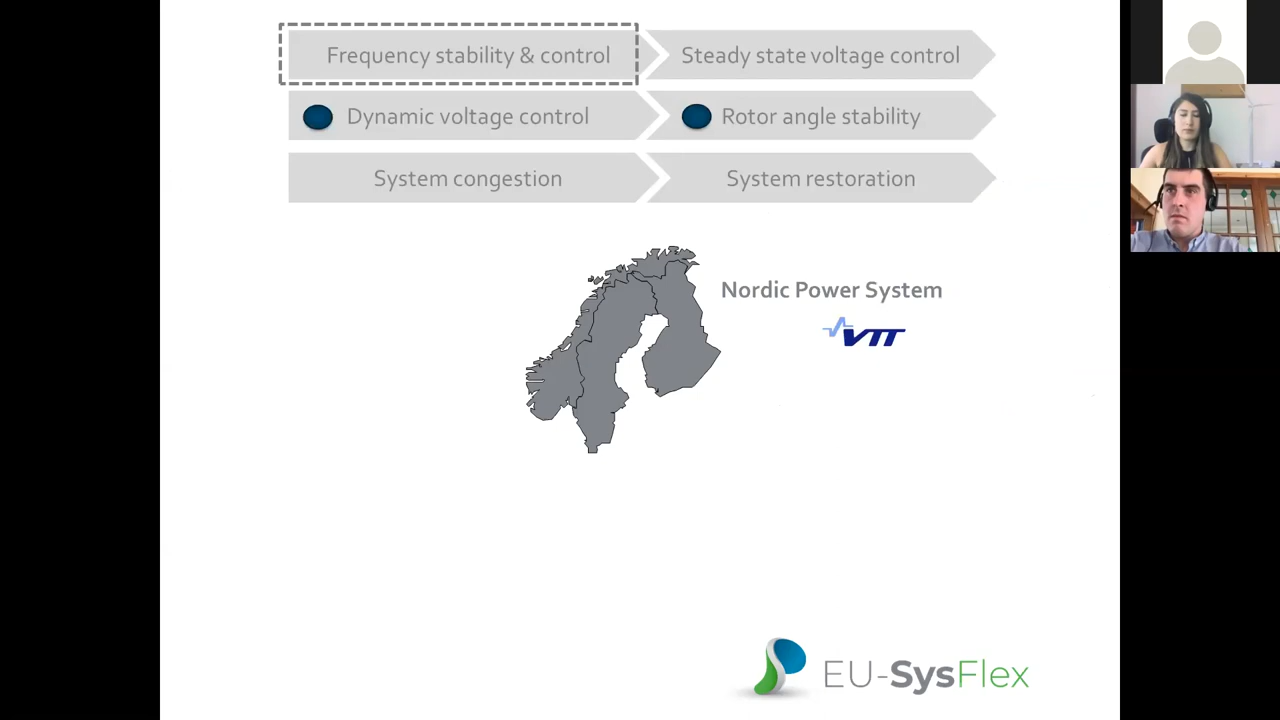 Frequency stability & control
Steady state voltage control
Dynamic voltage control
Rotor angle stability
System congestion
System restoration
Nordic Power System
VTT
EU-SysFlex